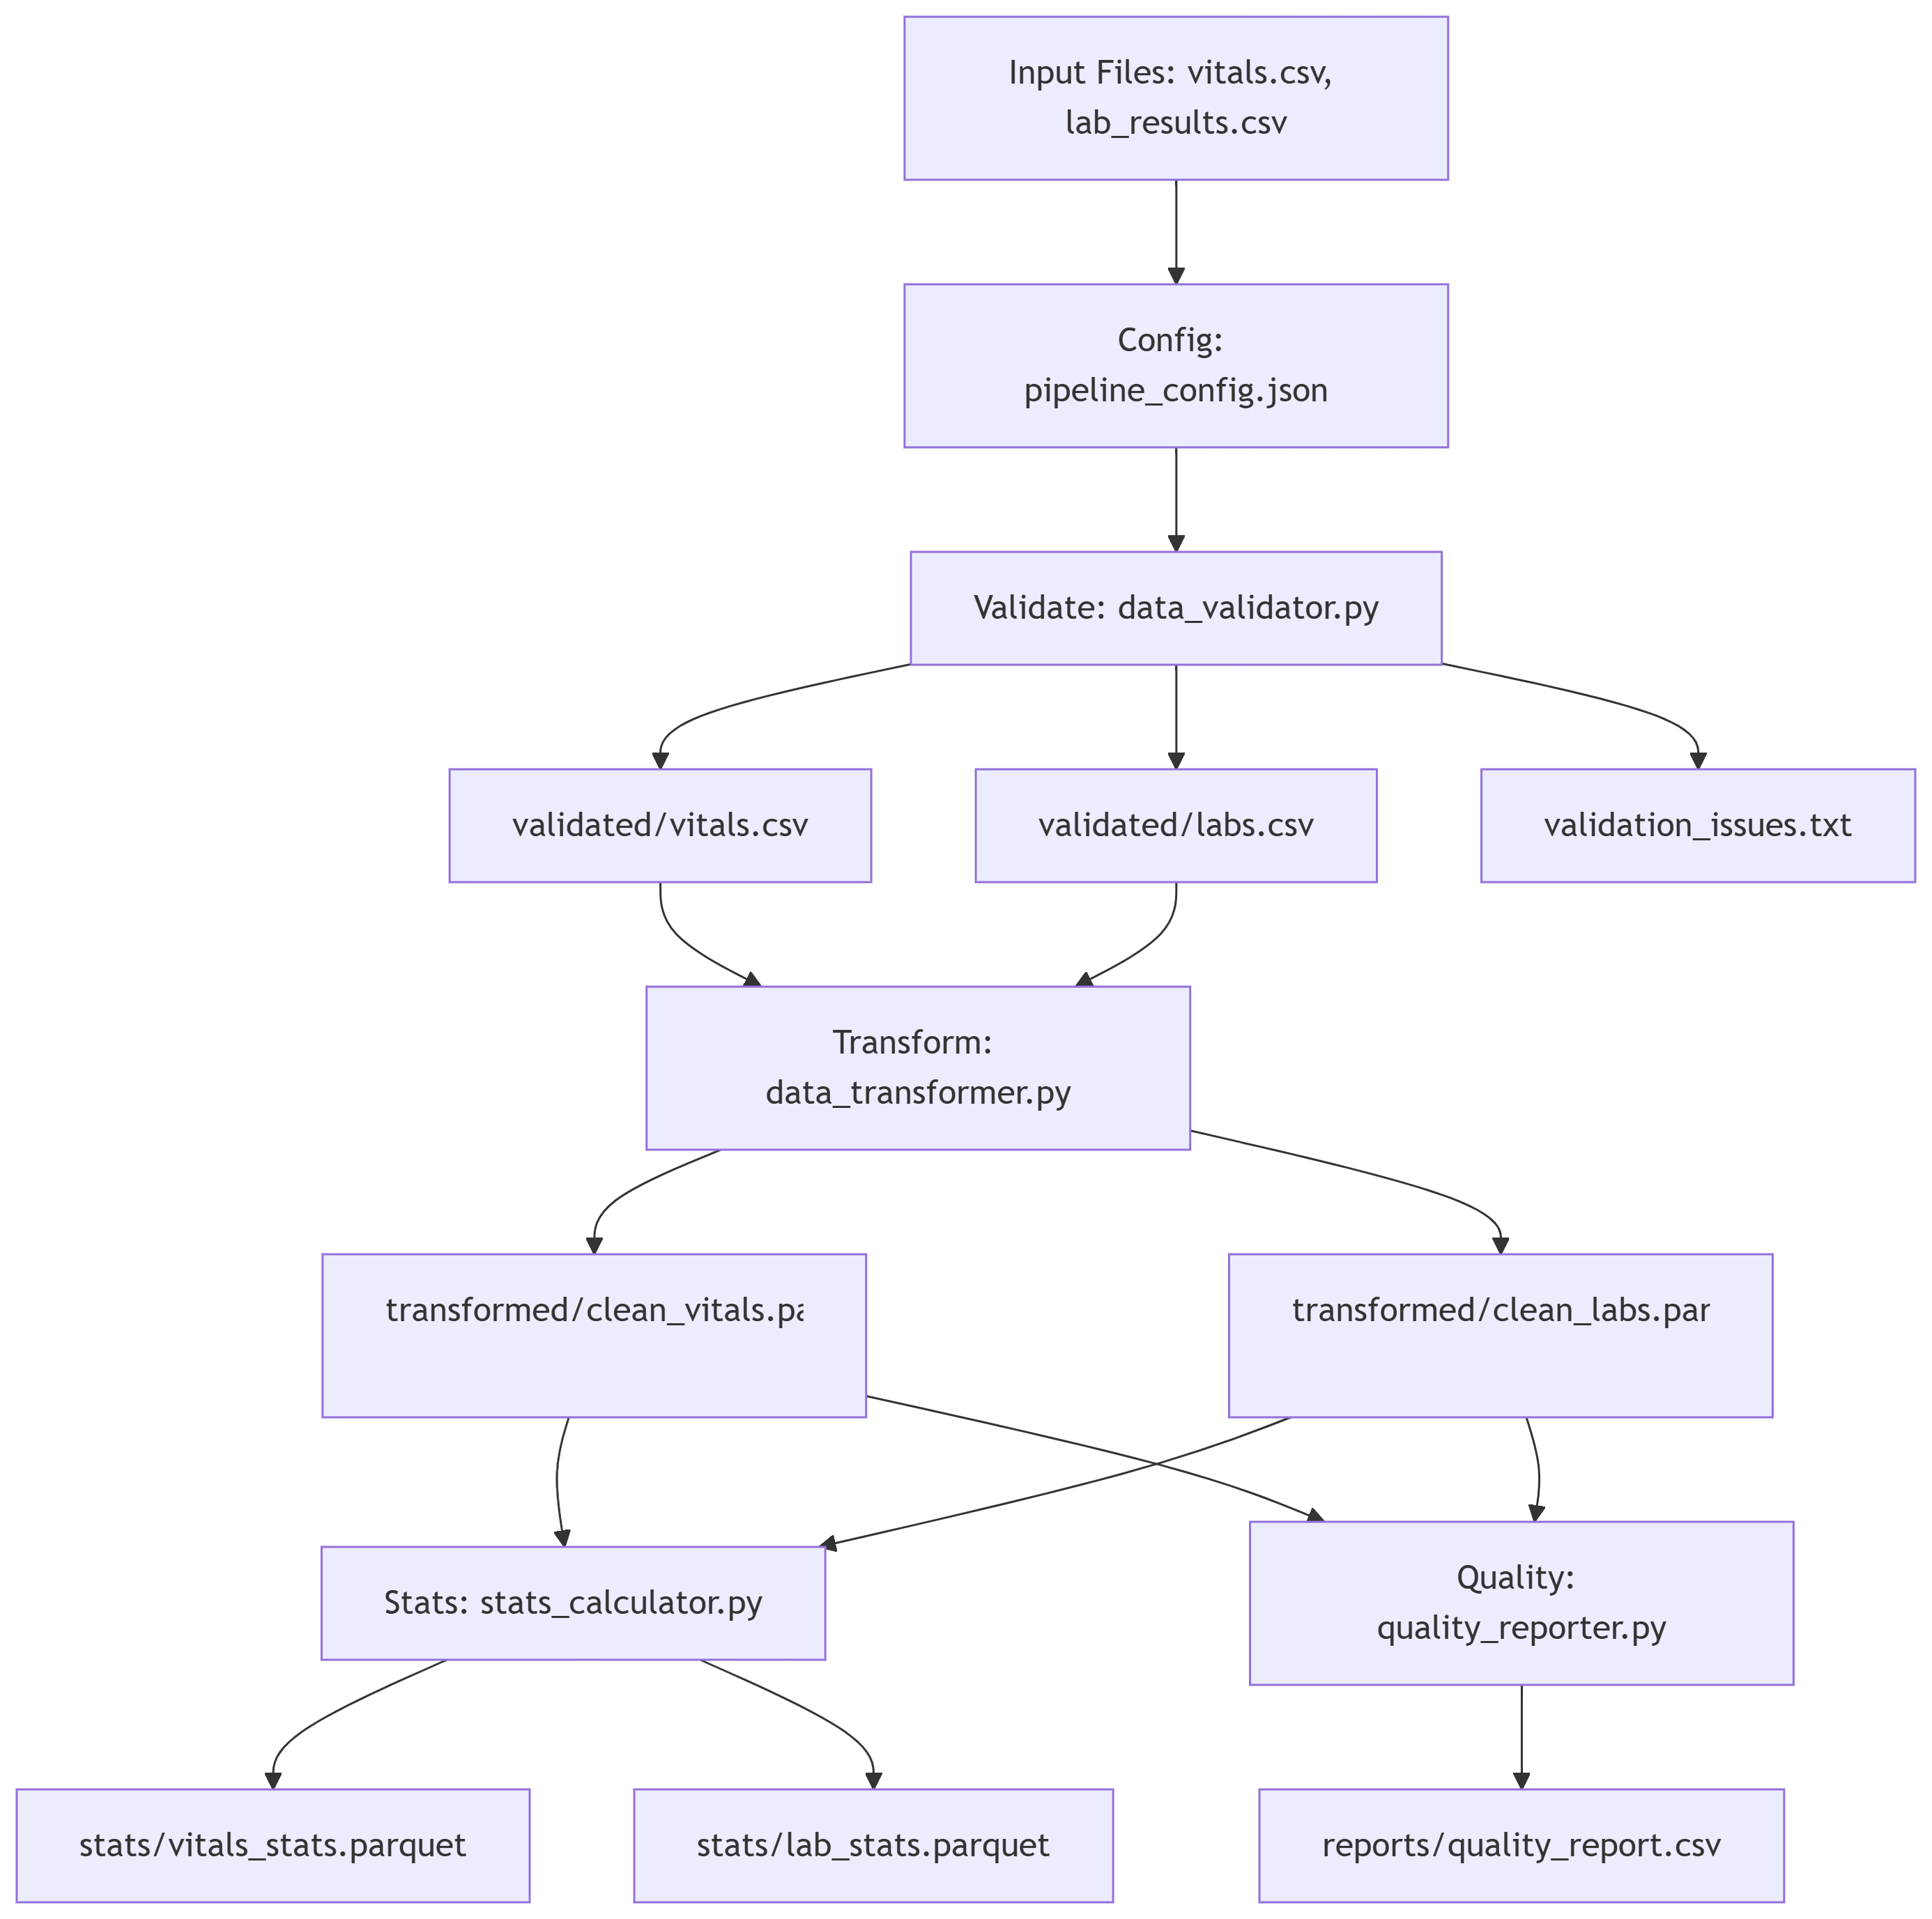 Input Files: vitals.csv,
lab_results.csv
Config:
pipeline_config.json
Validate: data_validator.py
validated/vitals.csv
validated/labs.csv
validation_issues.txt
Transform:
data_transformer.py
transformed/clean_vitals.pa
transformed/clean_labs.par
Stats: stats_calculator.py
Quality:
quality_reporter.py
stats/vitals_stats.parquet
stats/lab_stats.parquet
reports/quality_report.csv